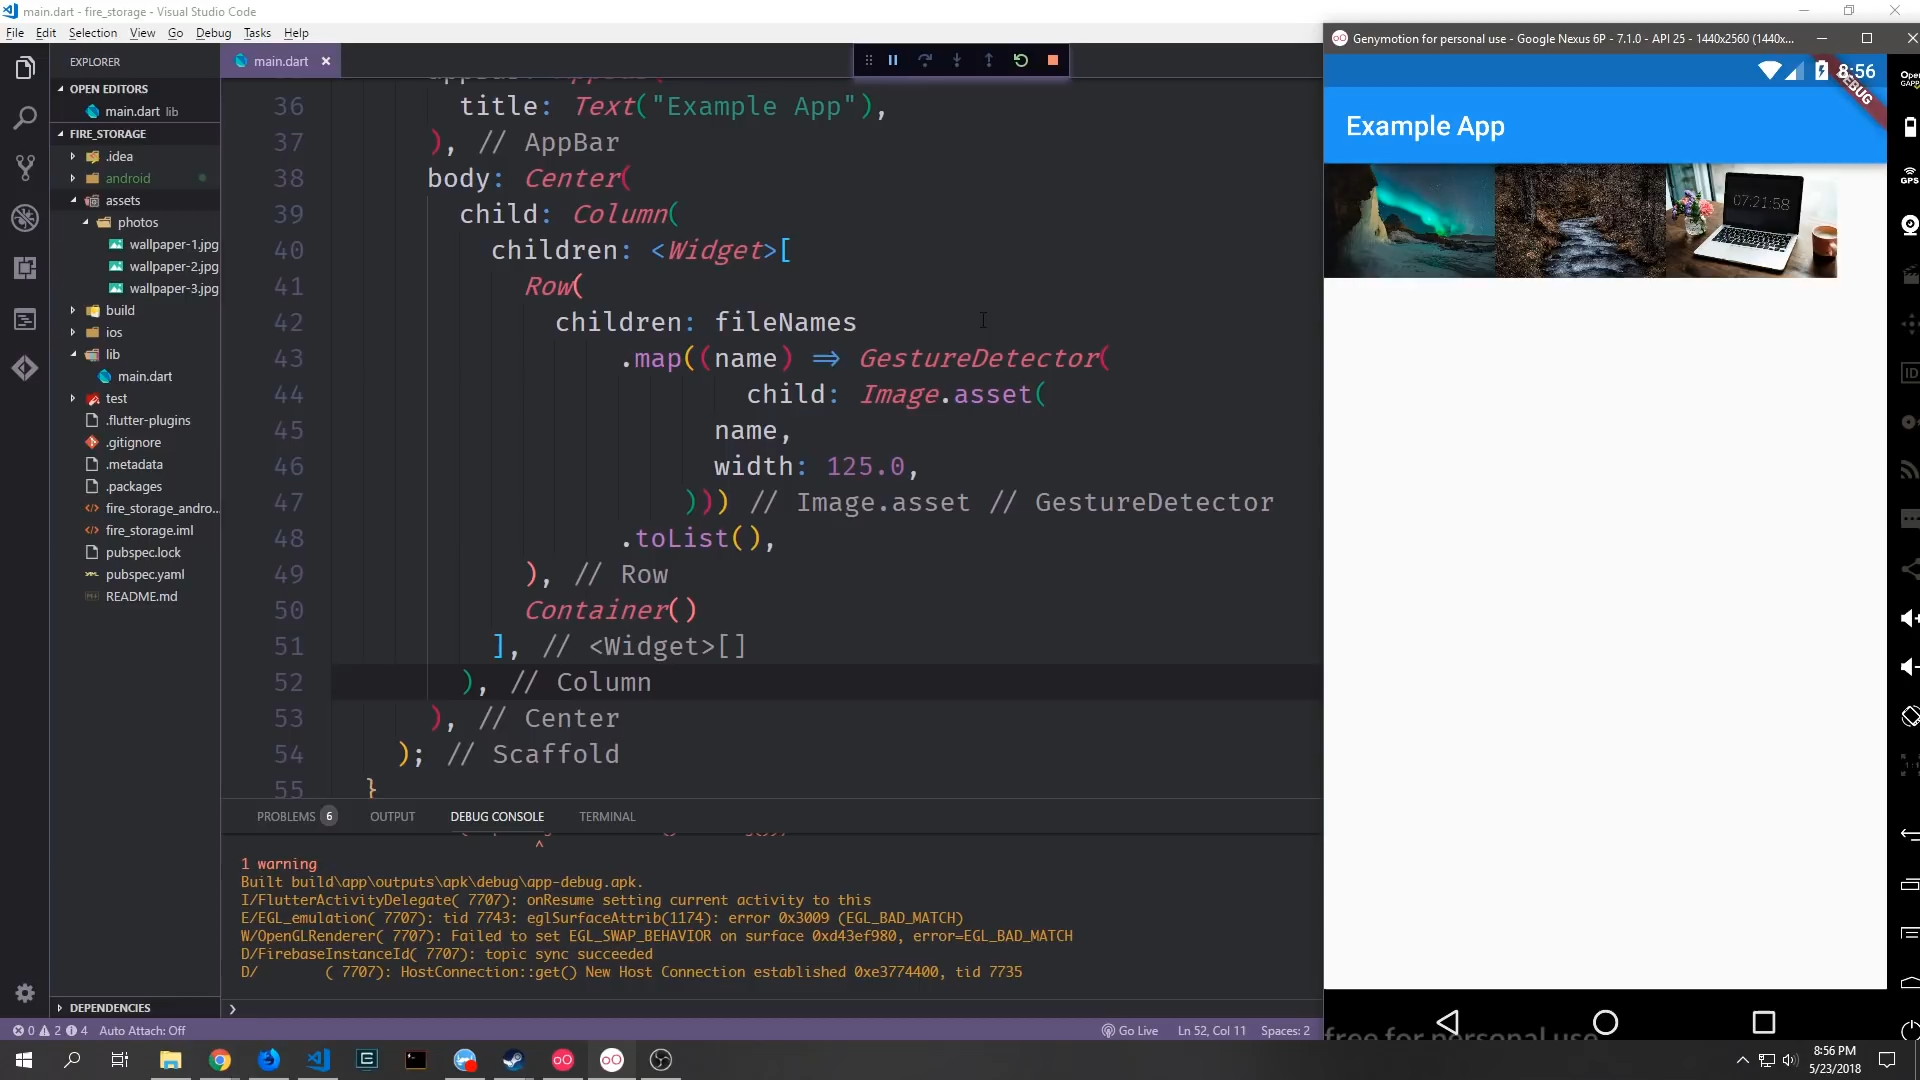 main.dart - fire_storage - Visual Studio Code
File Edit Selection View Go Debug Tasks Help
EXPLORER
OPEN EDITORS
main.dart lib
FIRE_STORAGE
.idea
android
assets
photos
wallpaper-1.jpg
wallpaper-2.jpg
wallpaper-3.jpg
build
ios
lib
main.dart
test
.flutter-plugins
.gitignore
.metadata
.packages
fire_storage_andro...
fire_storage.iml
pubspec.lock
pubspec.yaml
README.md
DEPENDENCIES
main.dart
36 title: Text("Example App"),
37 ), // AppBar
38 body: Center(
39 child: Column(
40 children: <Widget>[
41 Row(
42 children: fileNames
43 .map((name) => GestureDetector(
44 child: Image.asset(
45 name,
46 width: 125.0,
47 ))) // Image.asset // GestureDetector
48 .toList(),
49 ), // Row
50 Container()
51 ], // <Widget>[]
52 ), // Column
53 ), // Center
54 ); // Scaffold
55 }
PROBLEMS 6 OUTPUT DEBUG CONSOLE TERMINAL
^
1 warning
Built build\app\outputs\apk\debug\app-debug.apk.
I/FlutterActivityDelegate( 7707): onResume setting current activity to this
E/EGL_emulation( 7707): tid 7743: eglSurfaceAttrib(1174): error 0x3009 (EGL_BAD_MATCH)
W/OpenGLRenderer( 7707): Failed to set EGL_SWAP_BEHAVIOR on surface 0xd43ef980, error=EGL_BAD_MATCH
D/FirebaseInstanceId( 7707): topic sync succeeded
D/ ( 7707): HostConnection::get() New Host Connection established 0xe3774400, tid 7735
0 2 4 Auto Attach: Off
Go Live Ln 52, Col 11 Spaces: 2
Genymotion for personal use - Google Nexus 6P - 7.1.0 - API 25 - 1440x2560 (1440x...
8:56
DEBUG
Example App
07:21:58
free for personal use
GPS
ID
8:56 PM
5/23/2018